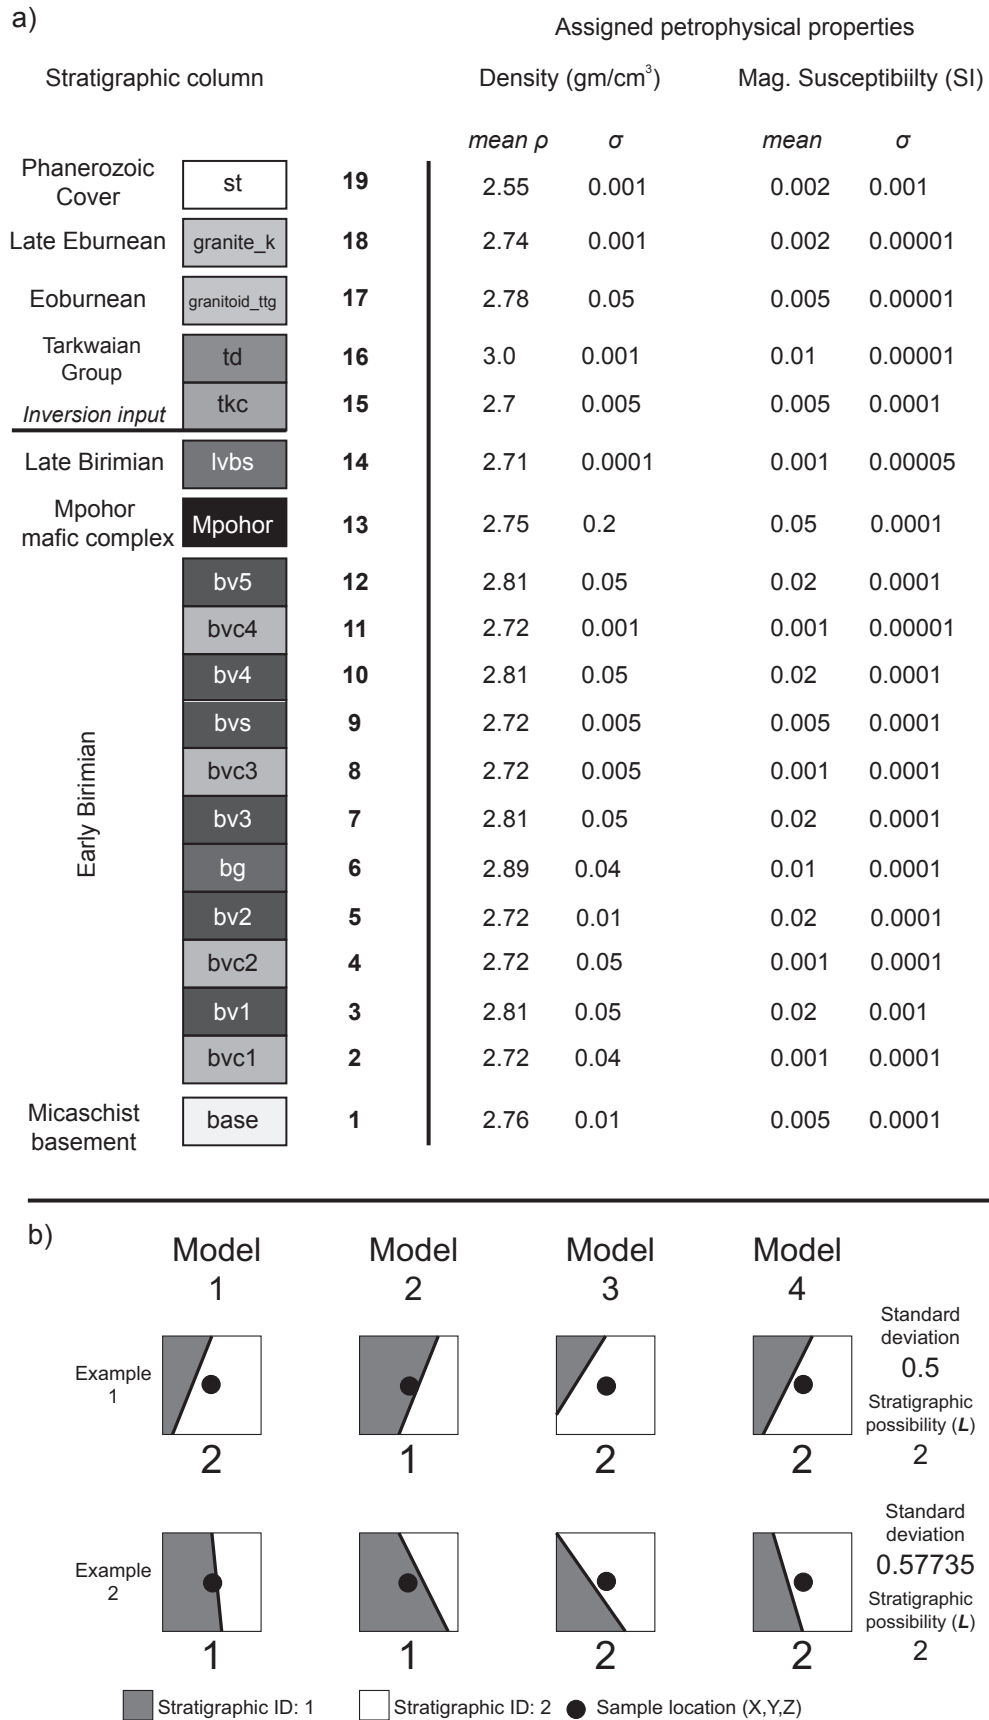 a)
Assigned petrophysical properties
Stratigraphic column
Density (gm/cm³)
Mag. Susceptibiilty (SI)
mean ρ σ mean σ
Phanerozoic
Cover
st 19 2.55 0.001 0.002 0.001
Late Eburnean granite_k 18 2.74 0.001 0.002 0.00001
Eoburnean granitoid_ttg 17 2.78 0.05 0.005 0.00001
Tarkwaian
Group
td 16 3.0 0.001 0.01 0.00001
Inversion input tkc 15 2.7 0.005 0.005 0.0001
Late Birimian lvbs 14 2.71 0.0001 0.001 0.00005
Mpohor
mafic complex
Mpohor 13 2.75 0.2 0.05 0.0001
Early Birimian
bv5 12 2.81 0.05 0.02 0.0001
bvc4 11 2.72 0.001 0.001 0.00001
bv4 10 2.81 0.05 0.02 0.0001
bvs 9 2.72 0.005 0.005 0.0001
bvc3 8 2.72 0.005 0.001 0.0001
bv3 7 2.81 0.05 0.02 0.0001
bg 6 2.89 0.04 0.01 0.0001
bv2 5 2.72 0.01 0.02 0.0001
bvc2 4 2.72 0.05 0.001 0.0001
bv1 3 2.81 0.05 0.02 0.001
bvc1 2 2.72 0.04 0.001 0.0001
Micaschist
basement
base 1 2.76 0.01 0.005 0.0001
b)
Model Model Model Model
1 2 3 4
Example
1
2 1 2 2
Standard
deviation
0.5
Stratigraphic
possibility (L)
2
Example
2
1 1 2 2
Standard
deviation
0.57735
Stratigraphic
possibility (L)
2
Stratigraphic ID: 1 Stratigraphic ID: 2 Sample location (X,Y,Z)